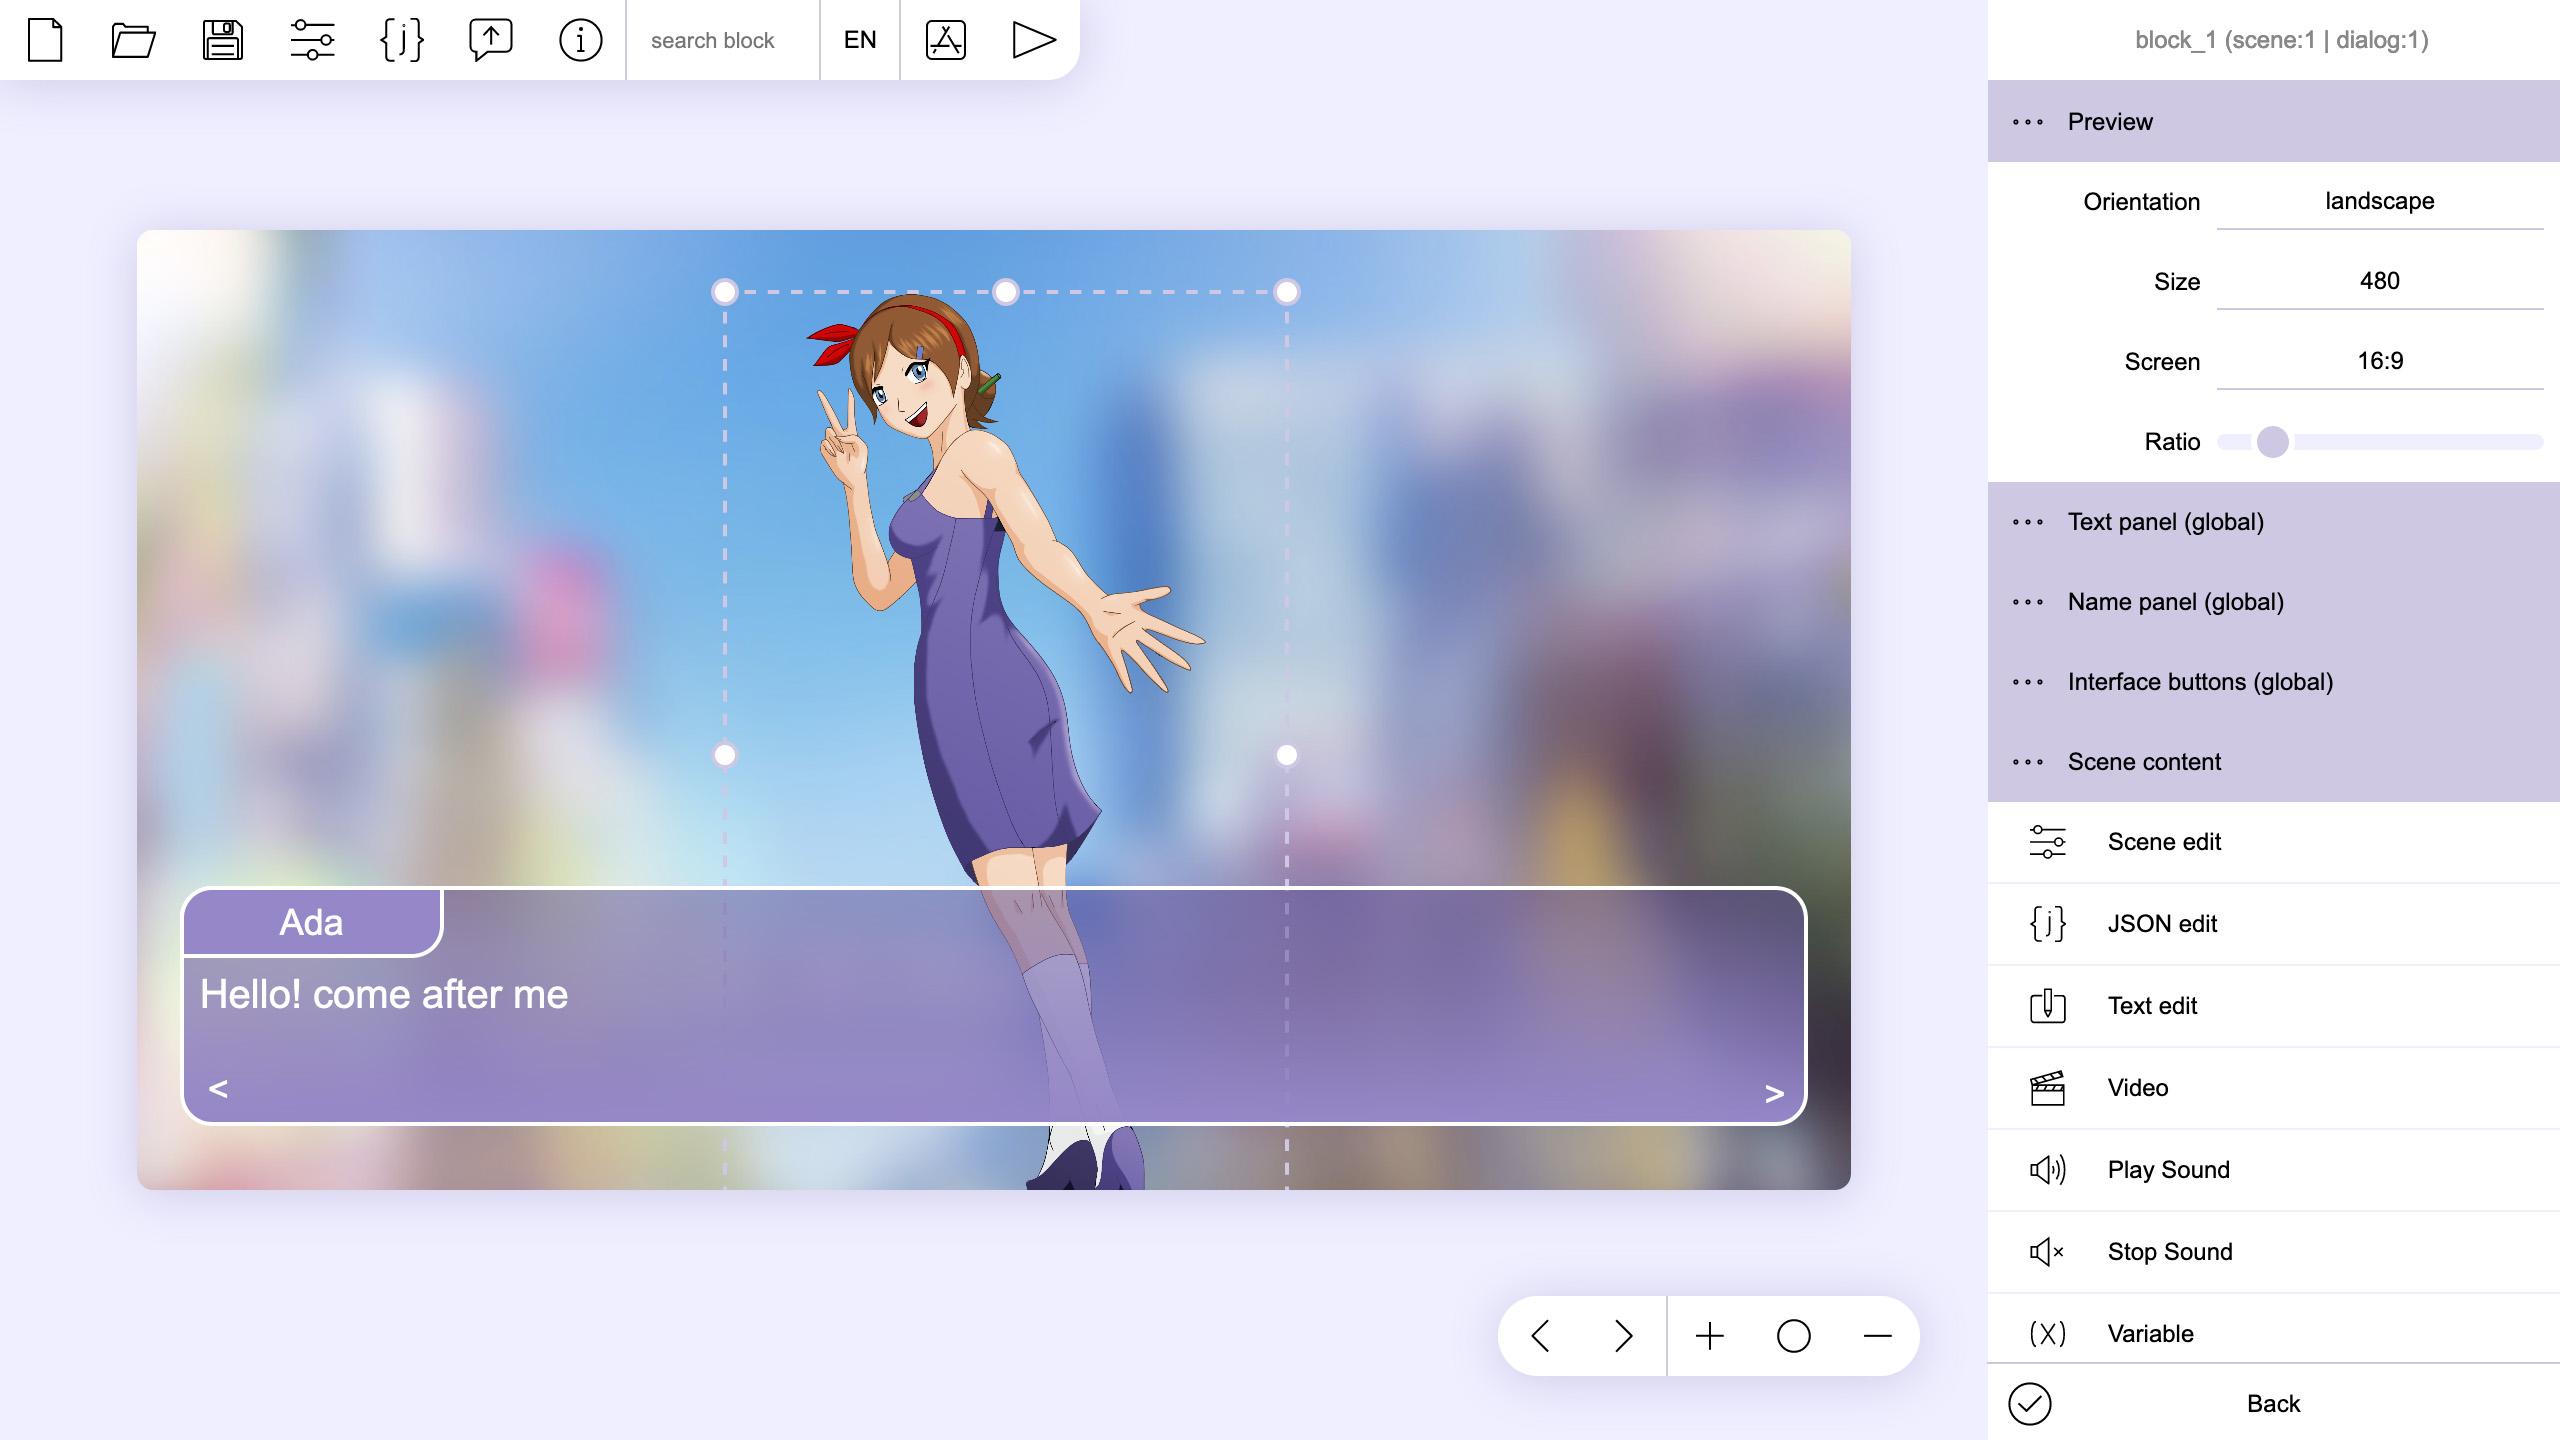 search block
EN
block_1 (scene:1 | dialog:1)
Preview
Orientation landscape
Size 480
Screen 16:9
Ratio
Text panel (global)
Name panel (global)
Interface buttons (global)
Scene content
Scene edit
{j} JSON edit
Text edit
Video
Play Sound
Stop Sound
(X) Variable
Back
Ada
Hello! come after me
< >